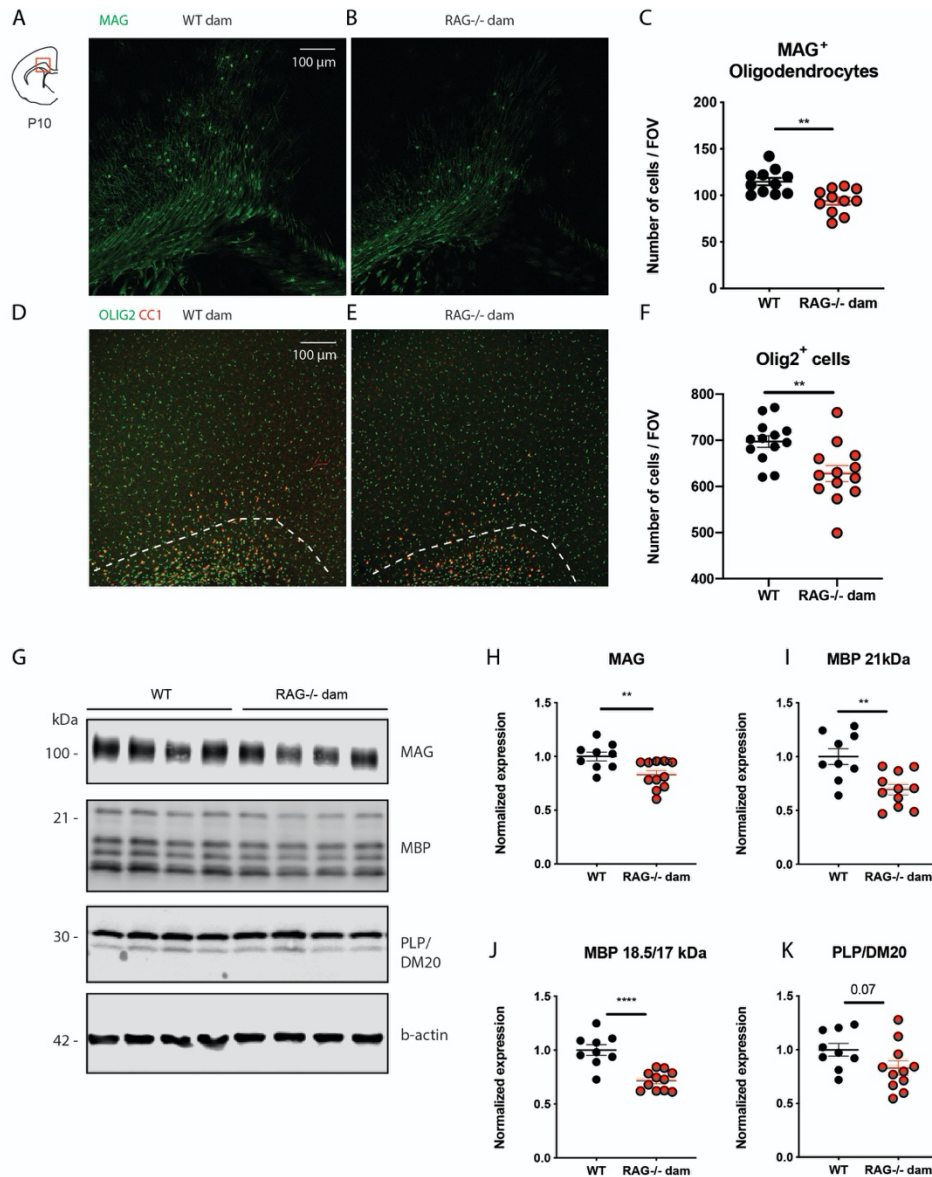 A
MAG
WT dam
100 µm
P10
B
RAG-/- dam
C
MAG+
Oligodendrocytes
**
Number of cells / FOV
200
150
100
50
0
WT
RAG-/- dam
D
OLIG2 CC1
WT dam
100 µm
E
RAG-/- dam
F
Olig2+ cells
**
Number of cells / FOV
800
700
600
500
400
WT
RAG-/- dam
G
WT
RAG-/- dam
kDa
100 -
MAG
21 -
MBP
30 -
PLP/
DM20
42 -
b-actin
H
MAG
**
Normalized expression
1.5
1.0
0.5
0.0
WT
RAG-/- dam
I
MBP 21kDa
**
Normalized expression
1.5
1.0
0.5
0.0
WT
RAG-/- dam
J
MBP 18.5/17 kDa
****
Normalized expression
1.5
1.0
0.5
0.0
WT
RAG-/- dam
K
PLP/DM20
0.07
Normalized expression
1.5
1.0
0.5
0.0
WT
RAG-/- dam